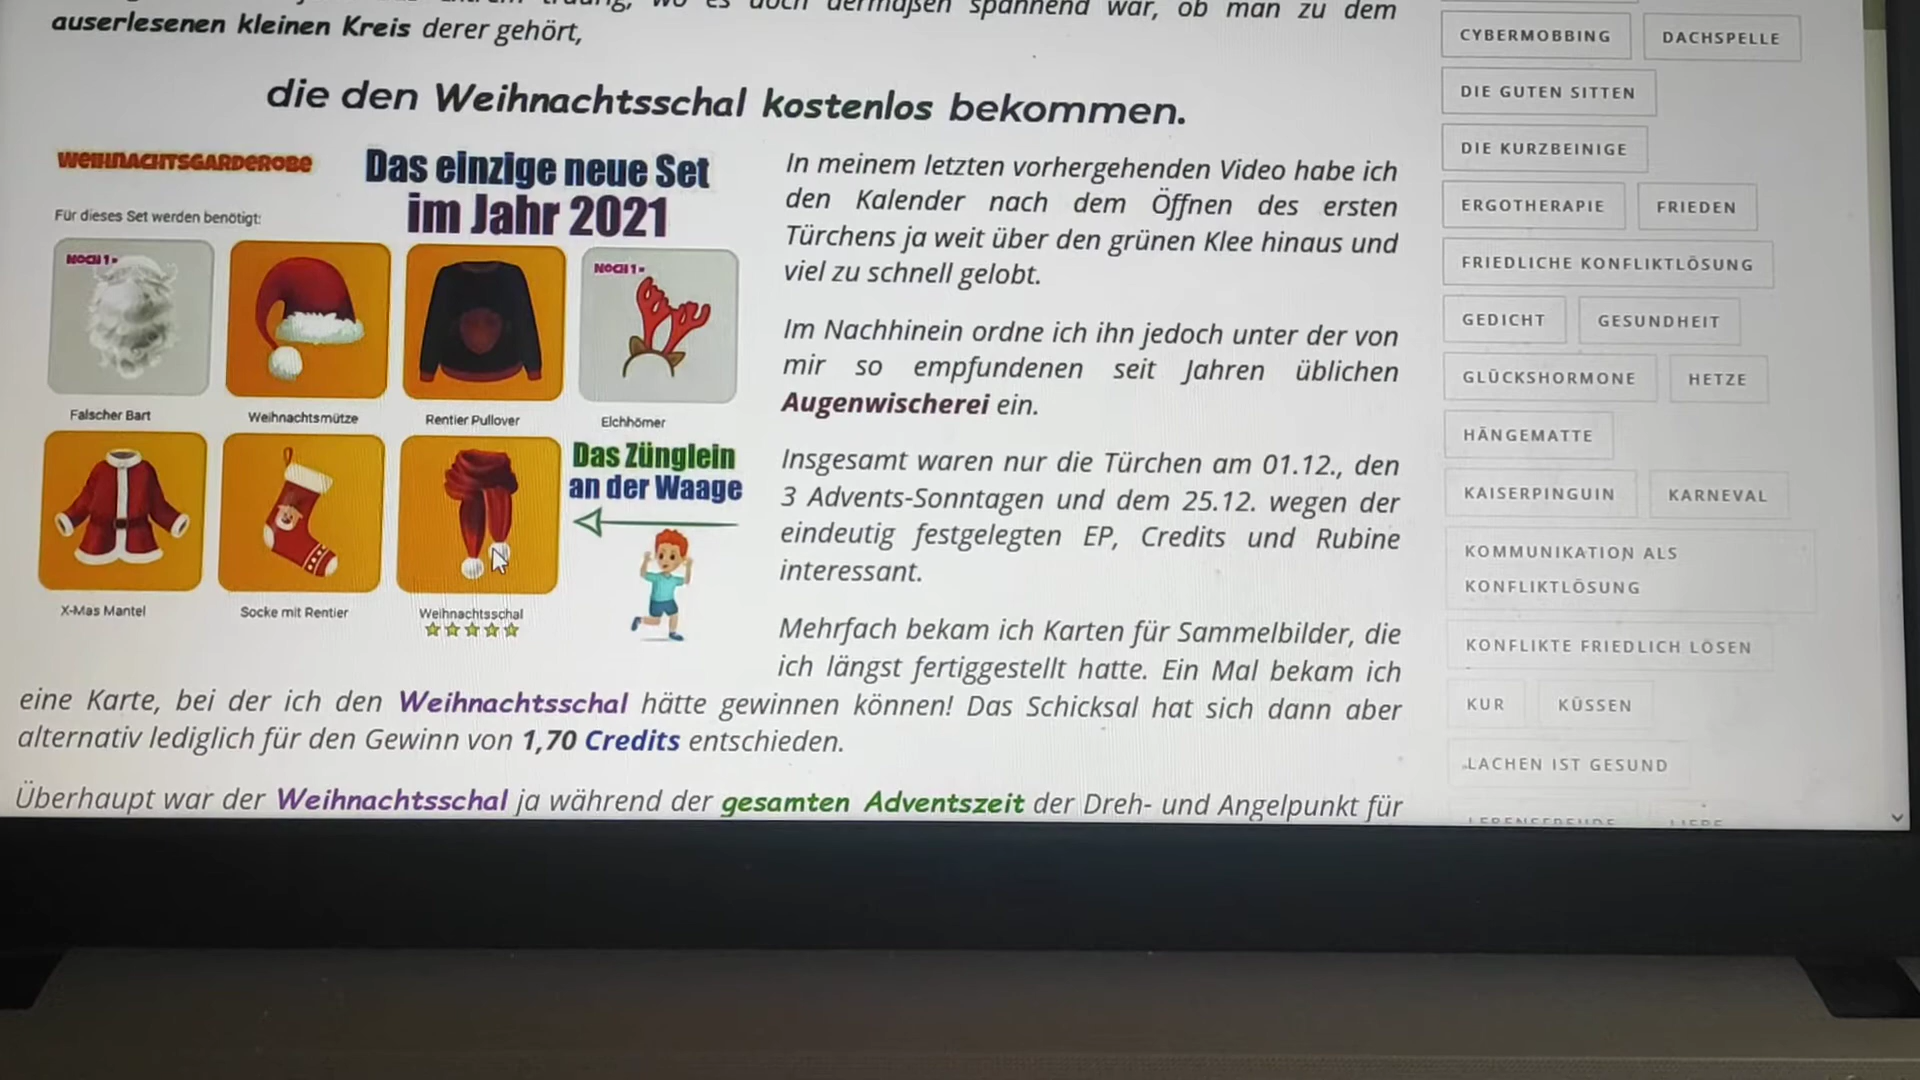 spannend war, ob man zu dem
auserlesenen kleinen Kreis derer gehört,
die den Weihnachtsschal kostenlos bekommen.
WEIHNACHTSGARDEROBE
Das einzige neue Set
im Jahr 2021
Für dieses Set werden benötigt:
NOCH 1×
NOCH 1×
Falscher Bart
Weihnachtsmütze
Rentier Pullover
Elchhörner
Das Zünglein
an der Waage
X-Mas Mantel
Socke mit Rentier
Weihnachtsschal
In meinem letzten vorhergehenden Video habe ich
den Kalender nach dem Öffnen des ersten
Türchens ja weit über den grünen Klee hinaus und
viel zu schnell gelobt.
Im Nachhinein ordne ich ihn jedoch unter der von
mir so empfundenen seit Jahren üblichen
Augenwischerei ein.
Insgesamt waren nur die Türchen am 01.12., den
3 Advents-Sonntagen und dem 25.12. wegen der
eindeutig festgelegten EP, Credits und Rubine
interessant.
Mehrfach bekam ich Karten für Sammelbilder, die
ich längst fertiggestellt hatte. Ein Mal bekam ich
eine Karte, bei der ich den Weihnachtsschal hätte gewinnen können! Das Schicksal hat sich dann aber
alternativ lediglich für den Gewinn von 1,70 Credits entschieden.
Überhaupt war der Weihnachtsschal ja während der gesamten Adventszeit der Dreh- und Angelpunkt für
CYBERMOBBING
DACHSPELLE
DIE GUTEN SITTEN
DIE KURZBEINIGE
ERGOTHERAPIE
FRIEDEN
FRIEDLICHE KONFLIKTLÖSUNG
GEDICHT
GESUNDHEIT
GLÜCKSHORMONE
HETZE
HÄNGEMATTE
KAISERPINGUIN
KARNEVAL
KOMMUNIKATION ALS
KONFLIKTLÖSUNG
KONFLIKTE FRIEDLICH LÖSEN
KUR
KÜSSEN
LACHEN IST GESUND
LEBENSFREUDE
LIEBE